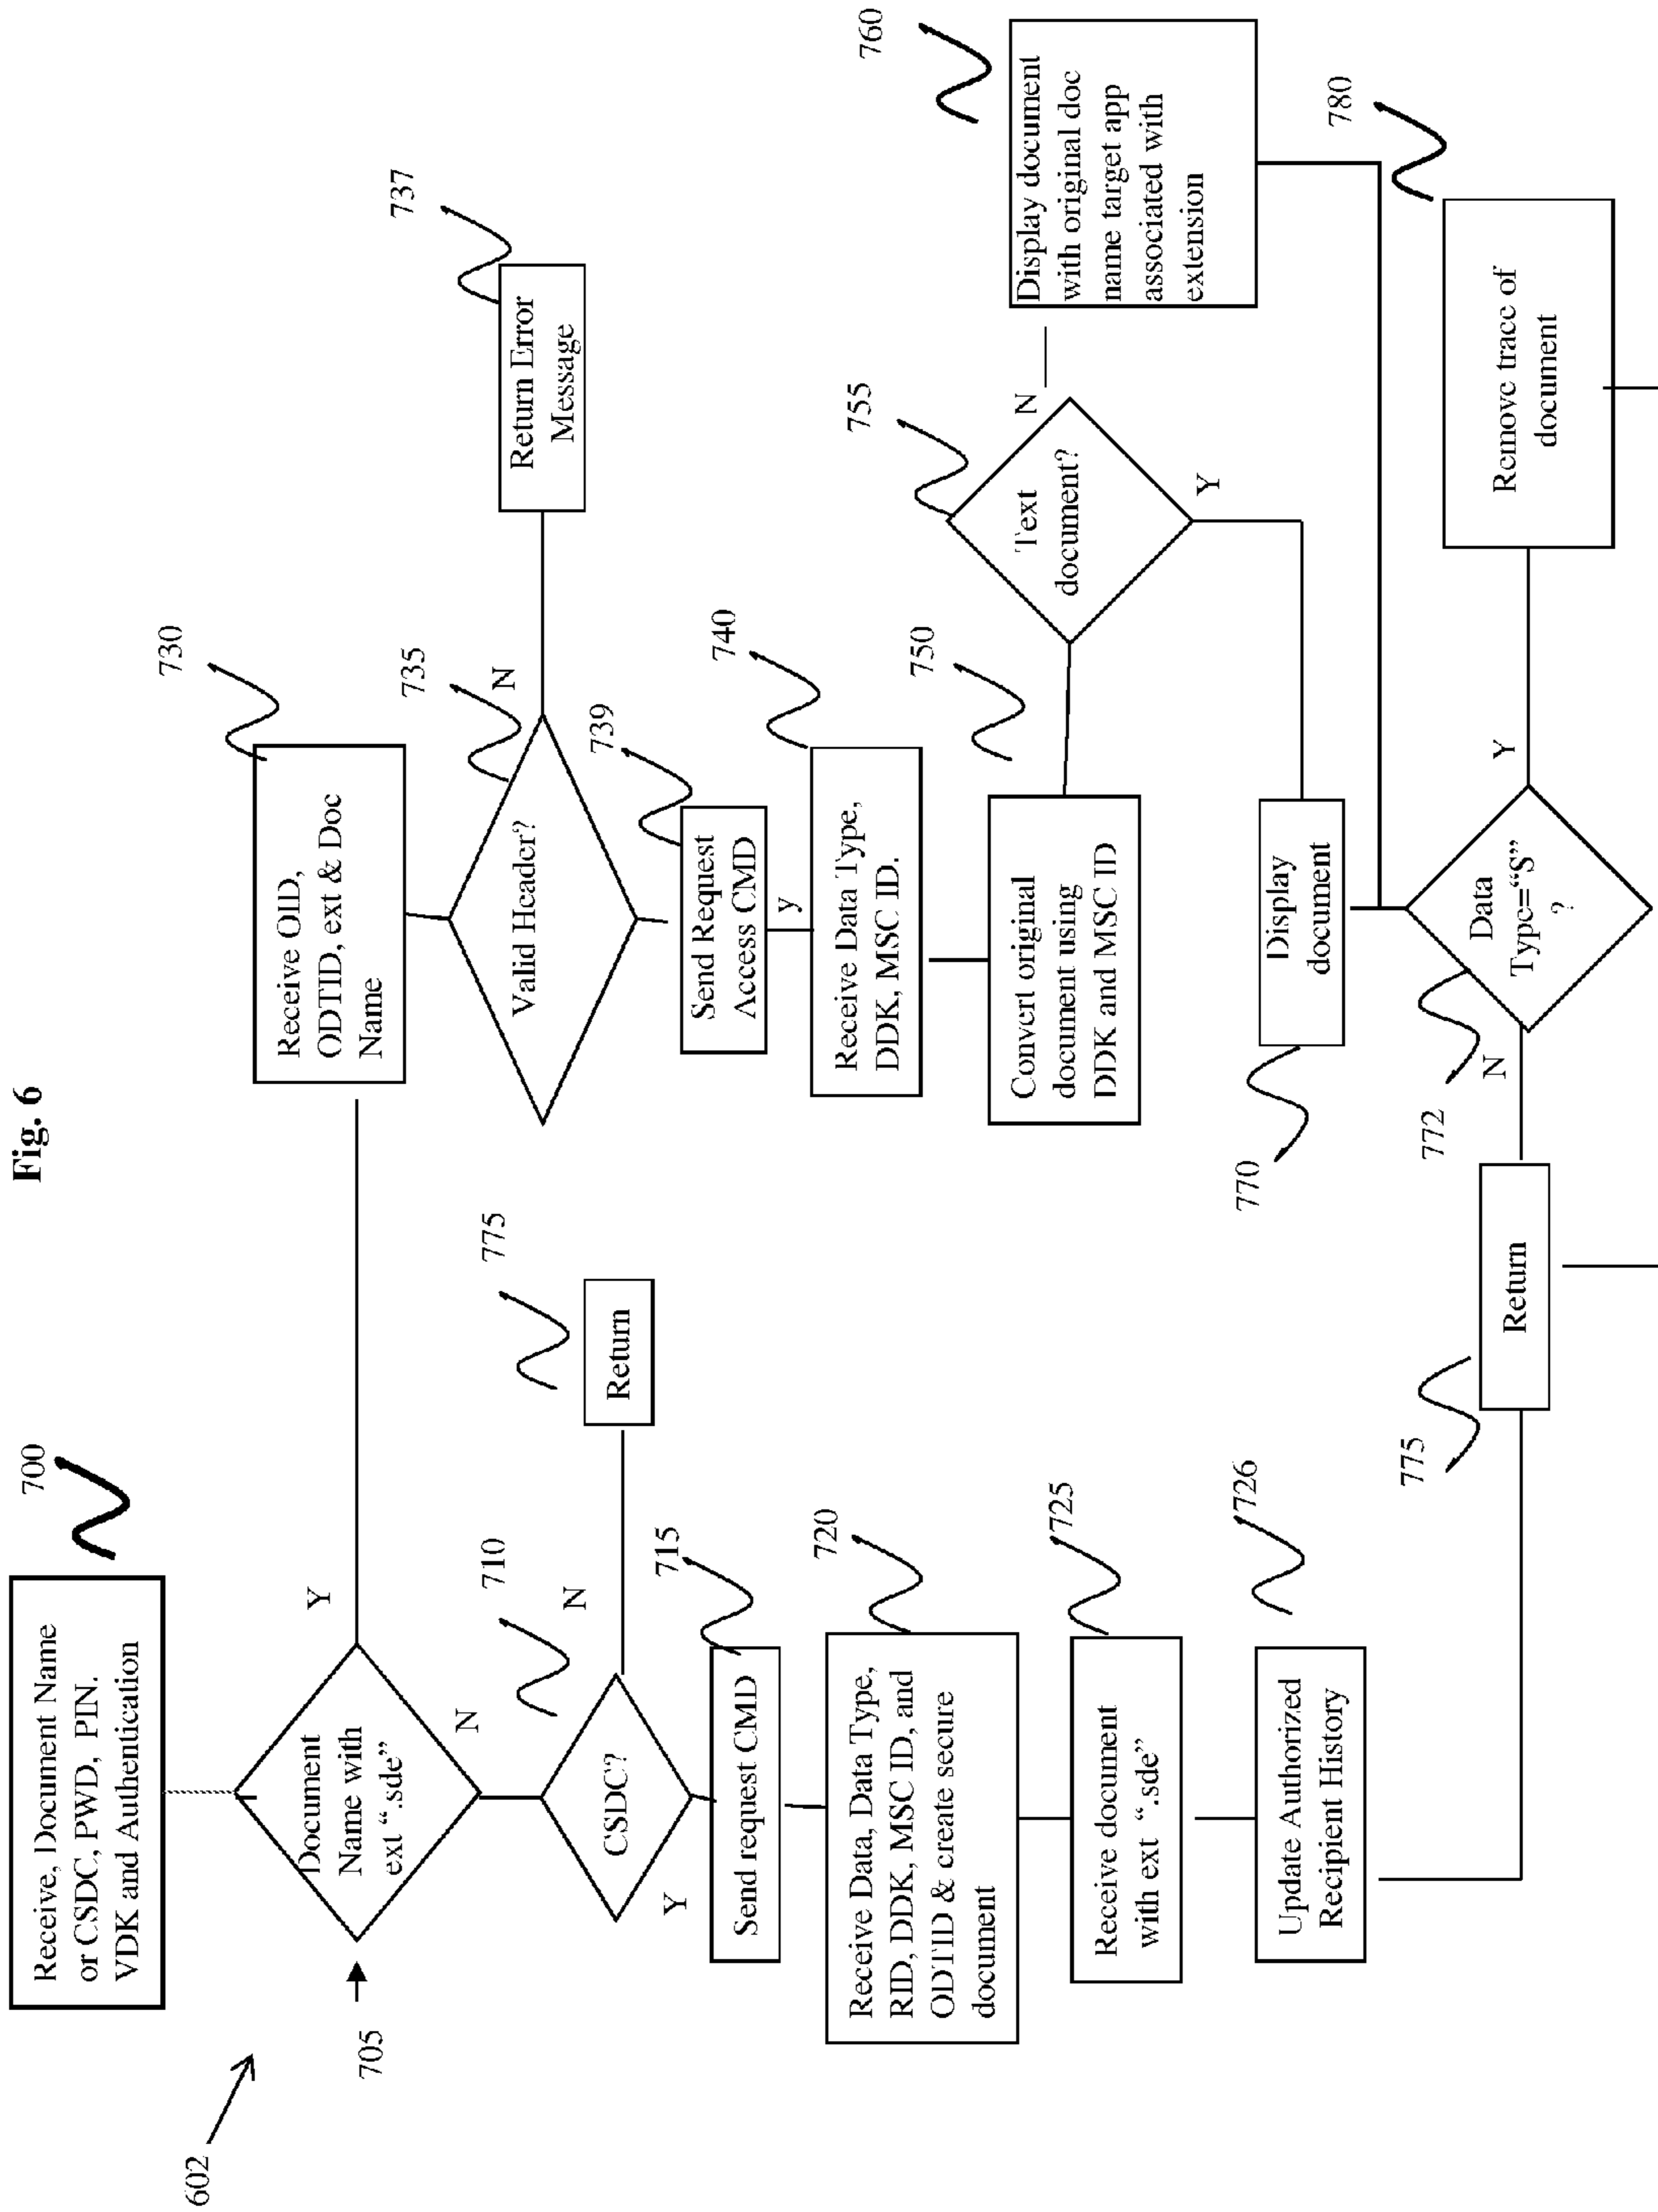 Fig. 6
602
700
Receive, Document Name
or CSDC, PWD, PIN.
VDK and Authentication
705
Document
Name with
ext “.sde”
Y
N
710
CSDC?
N
Y
775
Return
715
Send request CMD
720
Receive Data, Data Type,
RID, DDK, MSC ID, and
ODTID & create secure
document
725
Receive document
with ext “.sde”
726
Update Authorized
Recipient History
775
Return
730
Receive OID,
ODTID, ext & Doc
Name
735
Valid Header?
N
737
Return Error
Message
739
Send Request
Access CMD
y
740
Receive Data Type,
DDK, MSC ID.
750
Convert original
document using
DDK and MSC ID
755
Text
document?
N
Y
760
Display document
with original doc
name target app
associated with
extension
770
Display
document
772
Data
Type=“S”
?
N
Y
780
Remove trace of
document